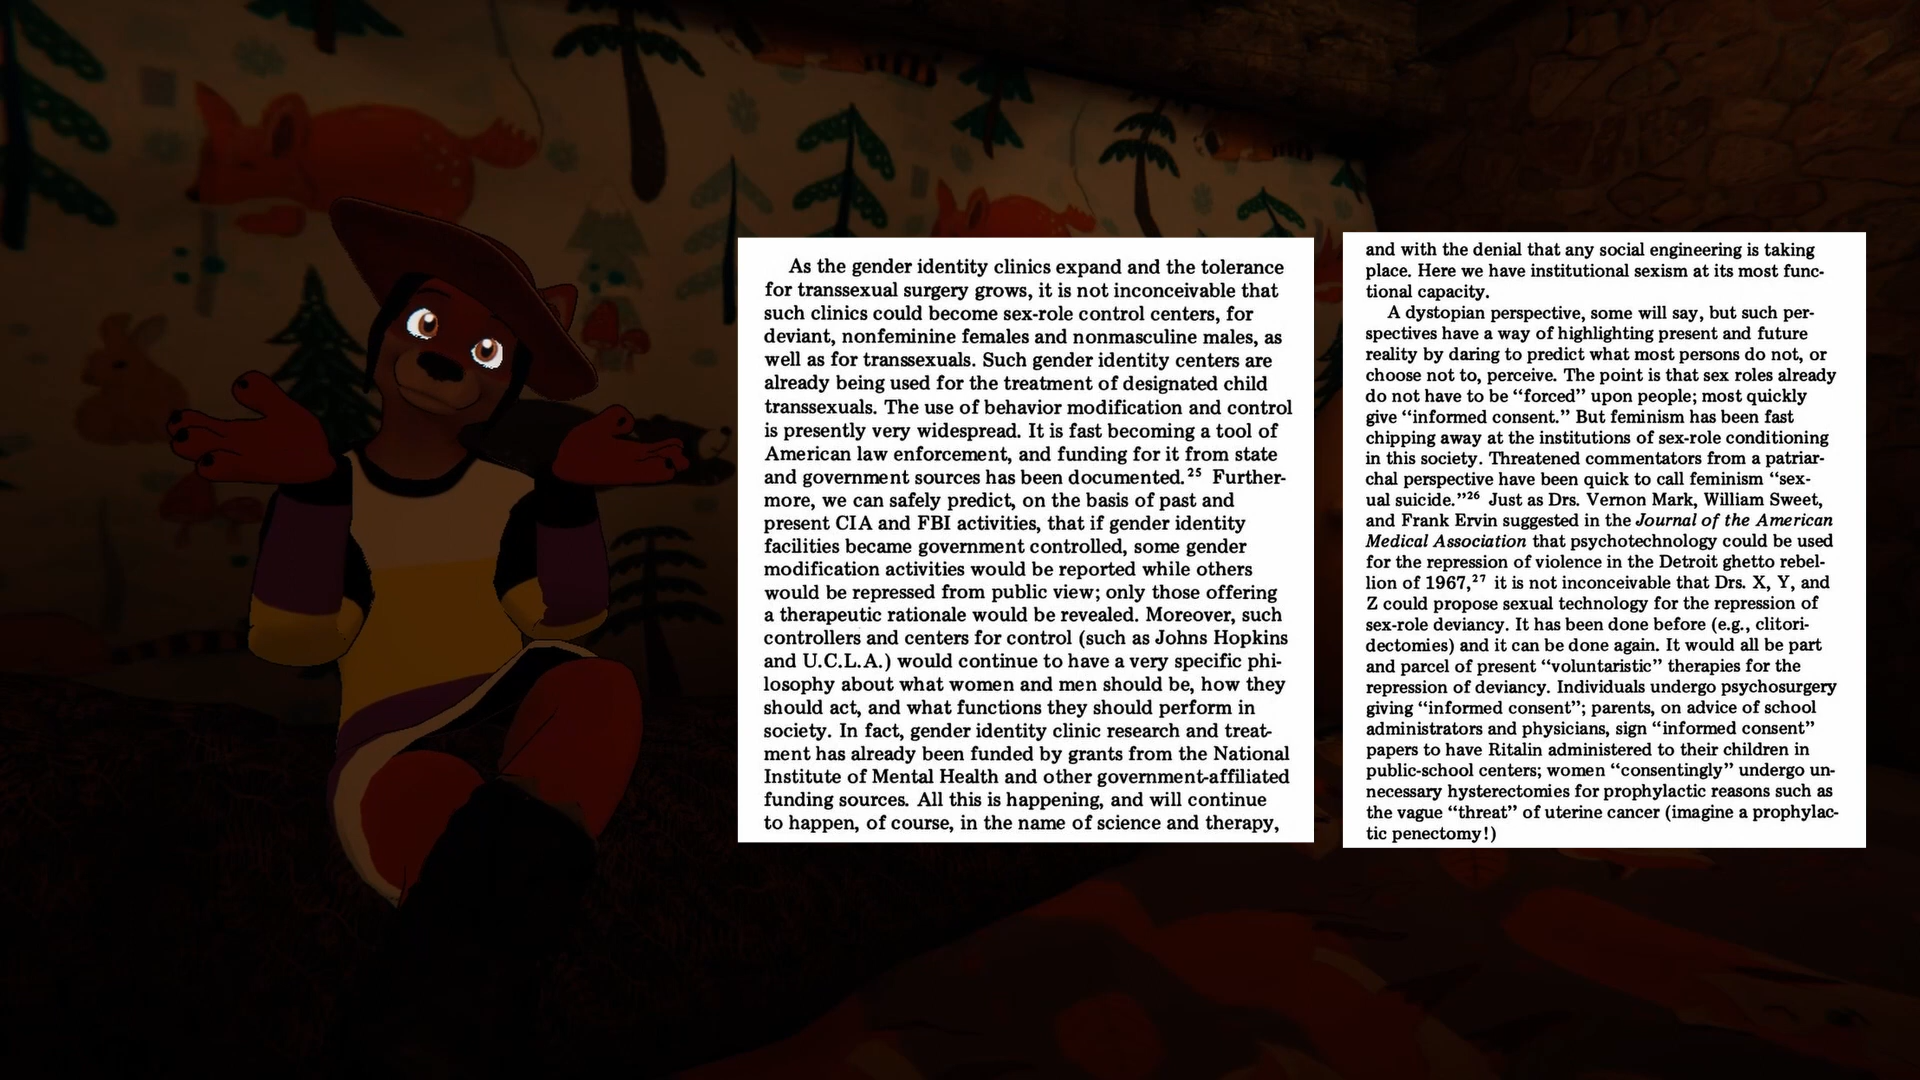 As the gender identity clinics expand and the tolerance
for transsexual surgery grows, it is not inconceivable that
such clinics could become sex-role control centers, for
deviant, nonfeminine females and nonmasculine males, as
well as for transsexuals. Such gender identity centers are
already being used for the treatment of designated child
transsexuals. The use of behavior modification and control
is presently very widespread. It is fast becoming a tool of
American law enforcement, and funding for it from state
and government sources has been documented.²⁵ Further-
more, we can safely predict, on the basis of past and
present CIA and FBI activities, that if gender identity
facilities became government controlled, some gender
modification activities would be reported while others
would be repressed from public view; only those offering
a therapeutic rationale would be revealed. Moreover, such
controllers and centers for control (such as Johns Hopkins
and U.C.L.A.) would continue to have a very specific phi-
losophy about what women and men should be, how they
should act, and what functions they should perform in
society. In fact, gender identity clinic research and treat-
ment has already been funded by grants from the National
Institute of Mental Health and other government-affiliated
funding sources. All this is happening, and will continue
to happen, of course, in the name of science and therapy,
and with the denial that any social engineering is taking
place. Here we have institutional sexism at its most func-
tional capacity.
A dystopian perspective, some will say, but such per-
spectives have a way of highlighting present and future
reality by daring to predict what most persons do not, or
choose not to, perceive. The point is that sex roles already
do not have to be “forced” upon people; most quickly
give “informed consent.” But feminism has been fast
chipping away at the institutions of sex-role conditioning
in this society. Threatened commentators from a patriar-
chal perspective have been quick to call feminism “sex-
ual suicide.”²⁶ Just as Drs. Vernon Mark, William Sweet,
and Frank Ervin suggested in the Journal of the American
Medical Association that psychotechnology could be used
for the repression of violence in the Detroit ghetto rebel-
lion of 1967,²⁷ it is not inconceivable that Drs. X, Y, and
Z could propose sexual technology for the repression of
sex-role deviancy. It has been done before (e.g., clitori-
dectomies) and it can be done again. It would all be part
and parcel of present “voluntaristic” therapies for the
repression of deviancy. Individuals undergo psychosurgery
giving “informed consent”; parents, on advice of school
administrators and physicians, sign “informed consent”
papers to have Ritalin administered to their children in
public-school centers; women “consentingly” undergo un-
necessary hysterectomies for prophylactic reasons such as
the vague “threat” of uterine cancer (imagine a prophylac-
tic penectomy!)